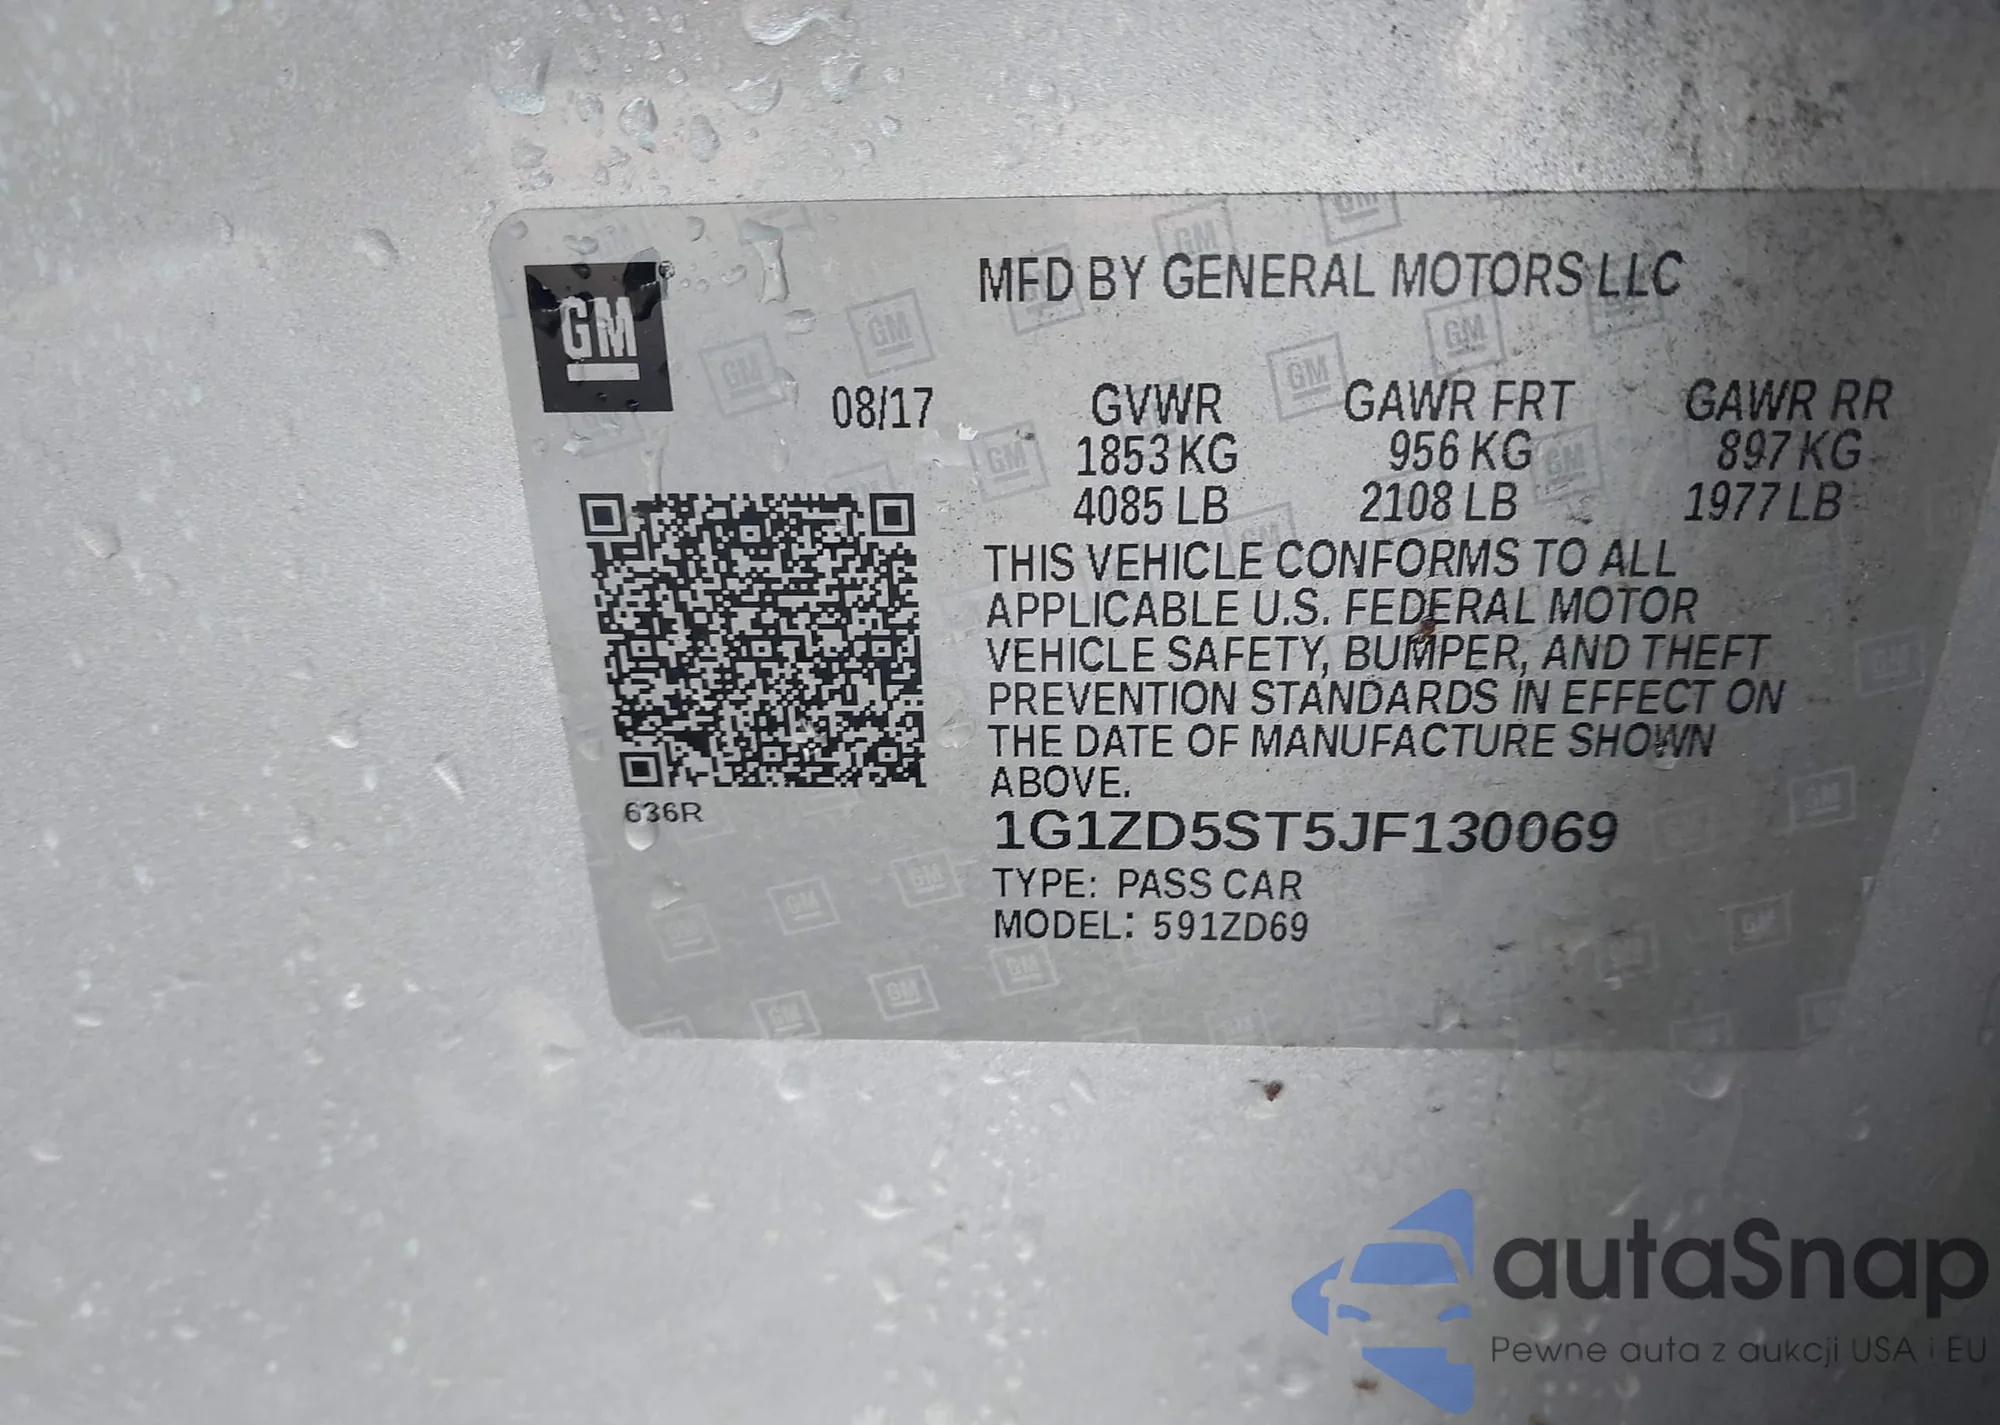 GM
MFD BY GENERAL MOTORS LLC
08/17 GVWR GAWR FRT GAWR RR
1853 KG 956 KG 897 KG
4085 LB 2108 LB 1977 LB
THIS VEHICLE CONFORMS TO ALL
APPLICABLE U.S. FEDERAL MOTOR
VEHICLE SAFETY, BUMPER, AND THEFT
PREVENTION STANDARDS IN EFFECT ON
THE DATE OF MANUFACTURE SHOWN
ABOVE.
636R
1G1ZD5ST5JF130069
TYPE: PASS CAR
MODEL: 591ZD69
autaSnap
Pewne auta z aukcji USA i EU